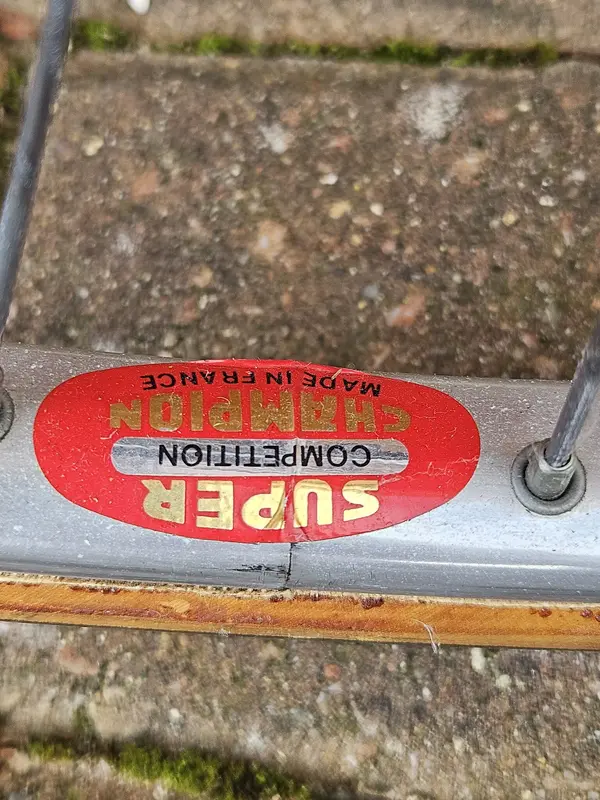 SUPER
COMPETITION
CHAMPION
MADE IN FRANCE